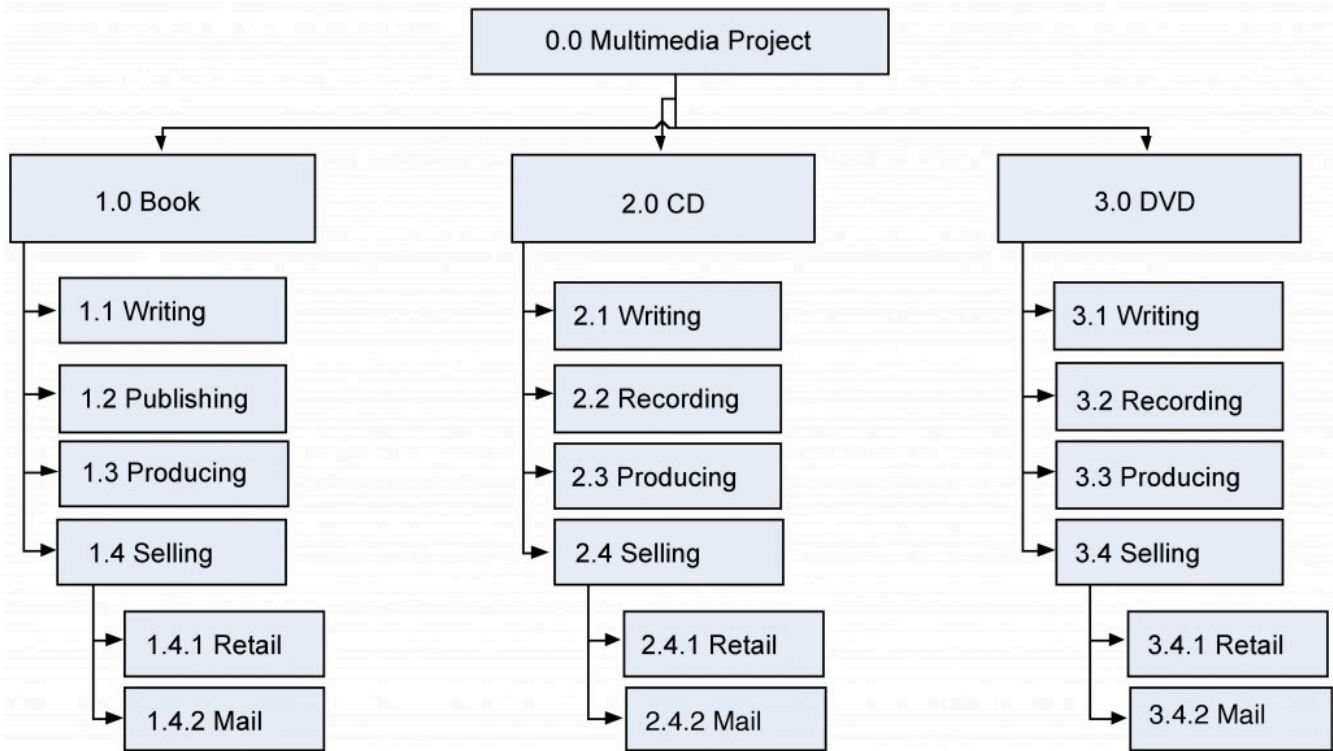 0.0 Multimedia Project
1.0 Book
1.1 Writing
1.2 Publishing
1.3 Producing
1.4 Selling
1.4.1 Retail
1.4.2 Mail
2.0 CD
2.1 Writing
2.2 Recording
2.3 Producing
2.4 Selling
2.4.1 Retail
2.4.2 Mail
3.0 DVD
3.1 Writing
3.2 Recording
3.3 Producing
3.4 Selling
3.4.1 Retail
3.4.2 Mail